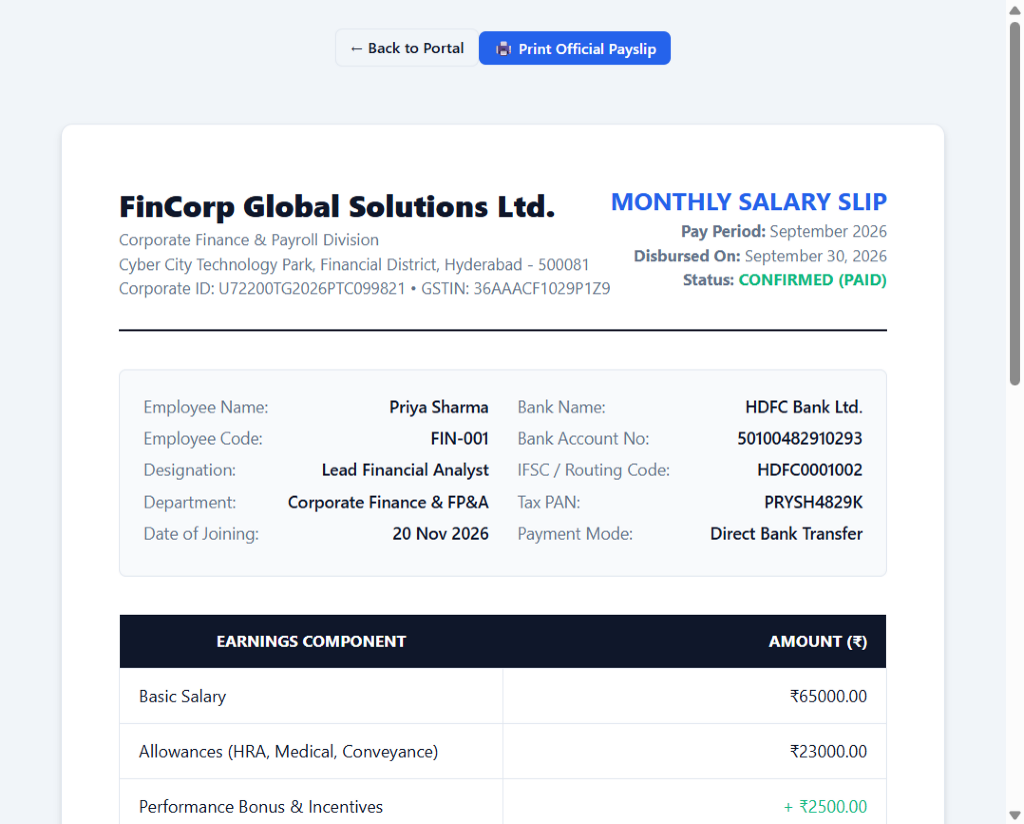 ← Back to Portal
Print Official Payslip
FinCorp Global Solutions Ltd.
Corporate Finance & Payroll Division
Cyber City Technology Park, Financial District, Hyderabad - 500081
Corporate ID: U72200TG2026PTC099821 • GSTIN: 36AAACF1029P1Z9
MONTHLY SALARY SLIP
Pay Period: September 2026
Disbursed On: September 30, 2026
Status: CONFIRMED (PAID)
Employee Name: Priya Sharma
Employee Code: FIN-001
Designation: Lead Financial Analyst
Department: Corporate Finance & FP&A
Date of Joining: 20 Nov 2026
Bank Name: HDFC Bank Ltd.
Bank Account No: 50100482910293
IFSC / Routing Code: HDFC0001002
Tax PAN: PRYSH4829K
Payment Mode: Direct Bank Transfer
EARNINGS COMPONENT AMOUNT (₹)
Basic Salary ₹65000.00
Allowances (HRA, Medical, Conveyance) ₹23000.00
Performance Bonus & Incentives + ₹2500.00